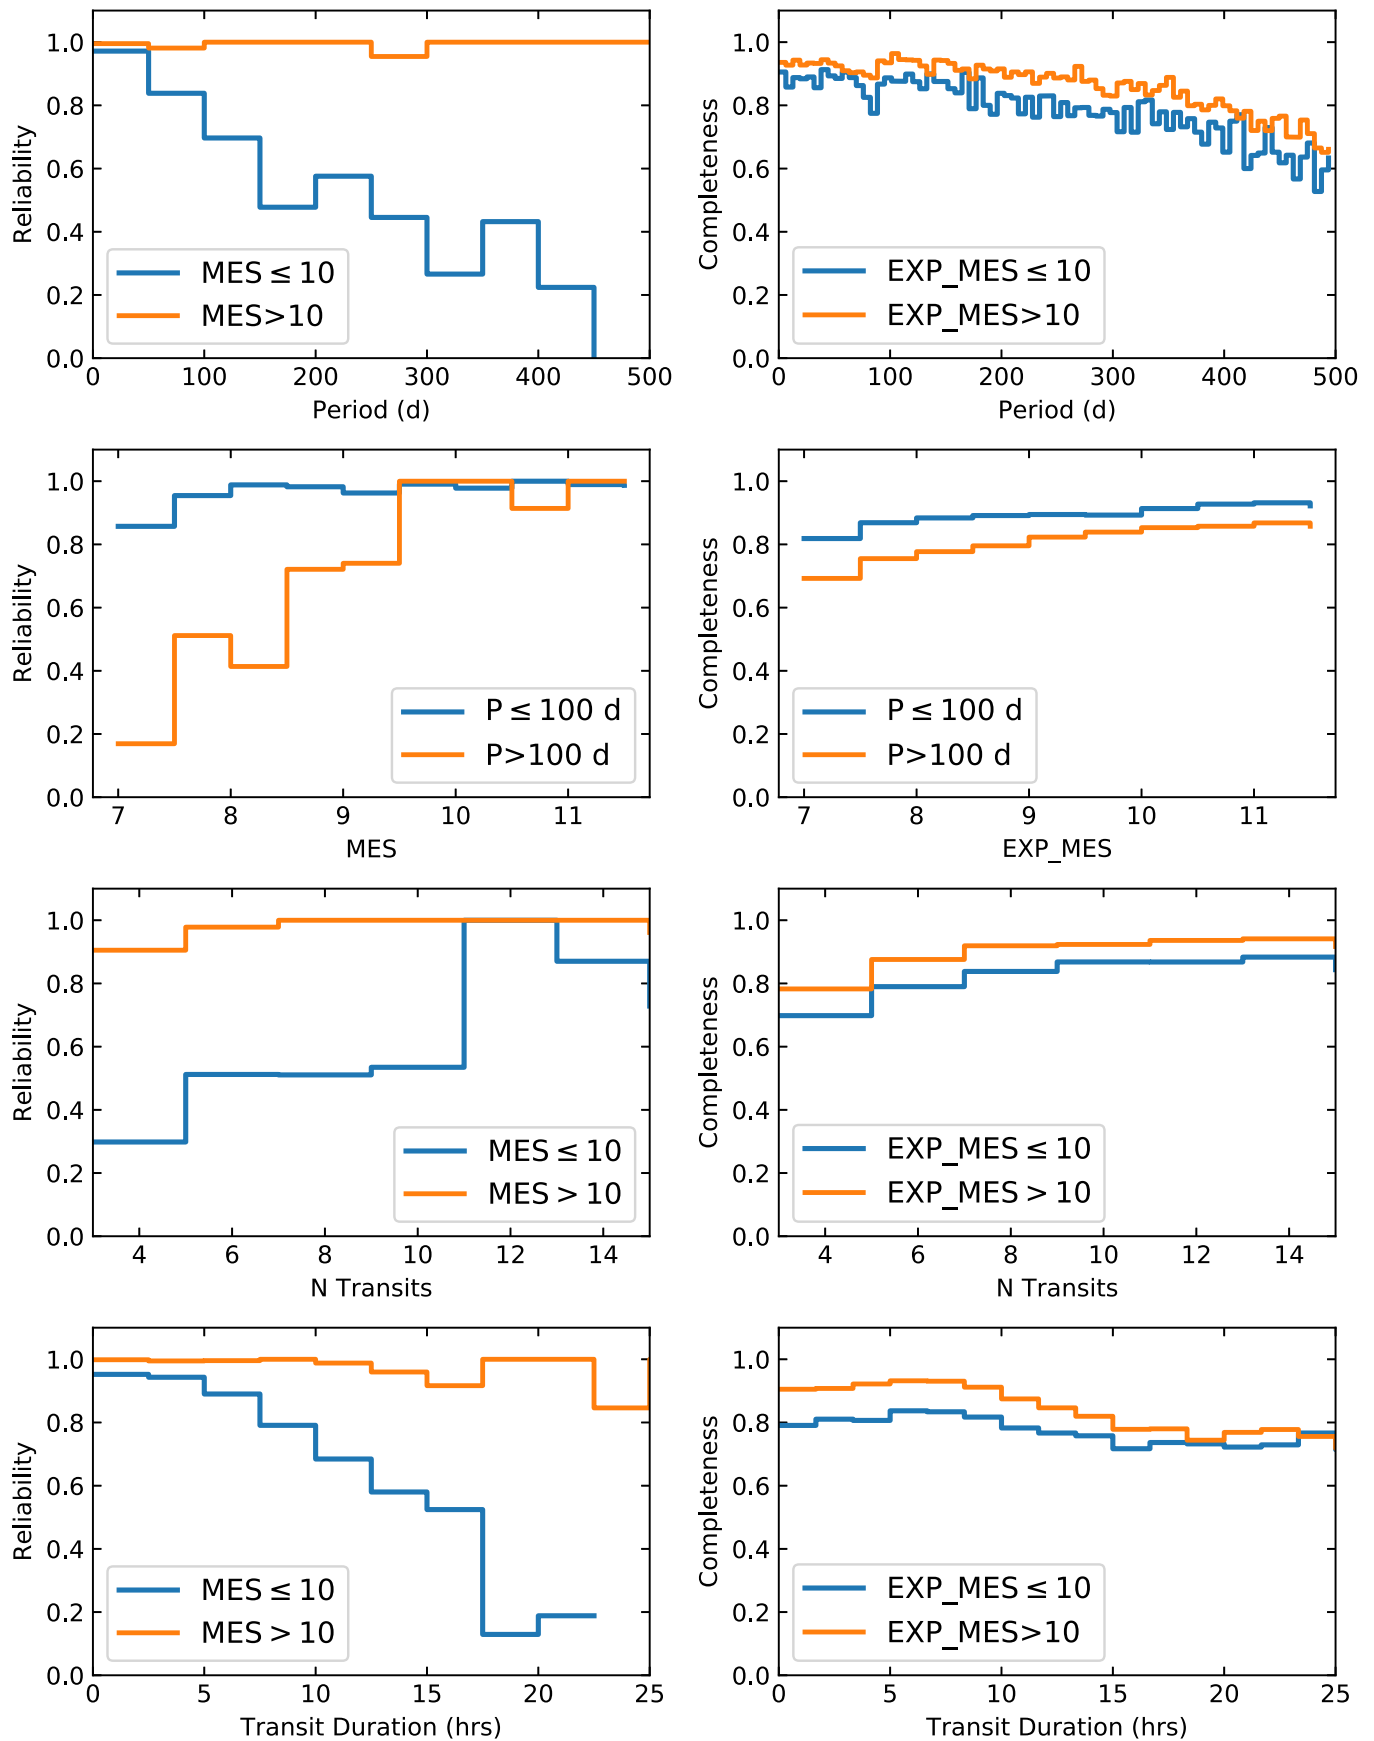 1.0
0.8
0.6
0.4
0.2
0.0
Reliability
MES ≤ 10
MES>10
0 100 200 300 400 500
Period (d)
1.0
0.8
0.6
0.4
0.2
0.0
Completeness
EXP_MES ≤ 10
EXP_MES>10
0 100 200 300 400 500
Period (d)
1.0
0.8
0.6
0.4
0.2
0.0
Reliability
P ≤ 100 d
P>100 d
7 8 9 10 11
MES
1.0
0.8
0.6
0.4
0.2
0.0
Completeness
P ≤ 100 d
P>100 d
7 8 9 10 11
EXP_MES
1.0
0.8
0.6
0.4
0.2
0.0
Reliability
MES ≤ 10
MES > 10
4 6 8 10 12 14
N Transits
1.0
0.8
0.6
0.4
0.2
0.0
Completeness
EXP_MES ≤ 10
EXP_MES > 10
4 6 8 10 12 14
N Transits
1.0
0.8
0.6
0.4
0.2
0.0
Reliability
MES ≤ 10
MES > 10
0 5 10 15 20 25
Transit Duration (hrs)
1.0
0.8
0.6
0.4
0.2
0.0
Completeness
EXP_MES ≤ 10
EXP_MES>10
0 5 10 15 20 25
Transit Duration (hrs)